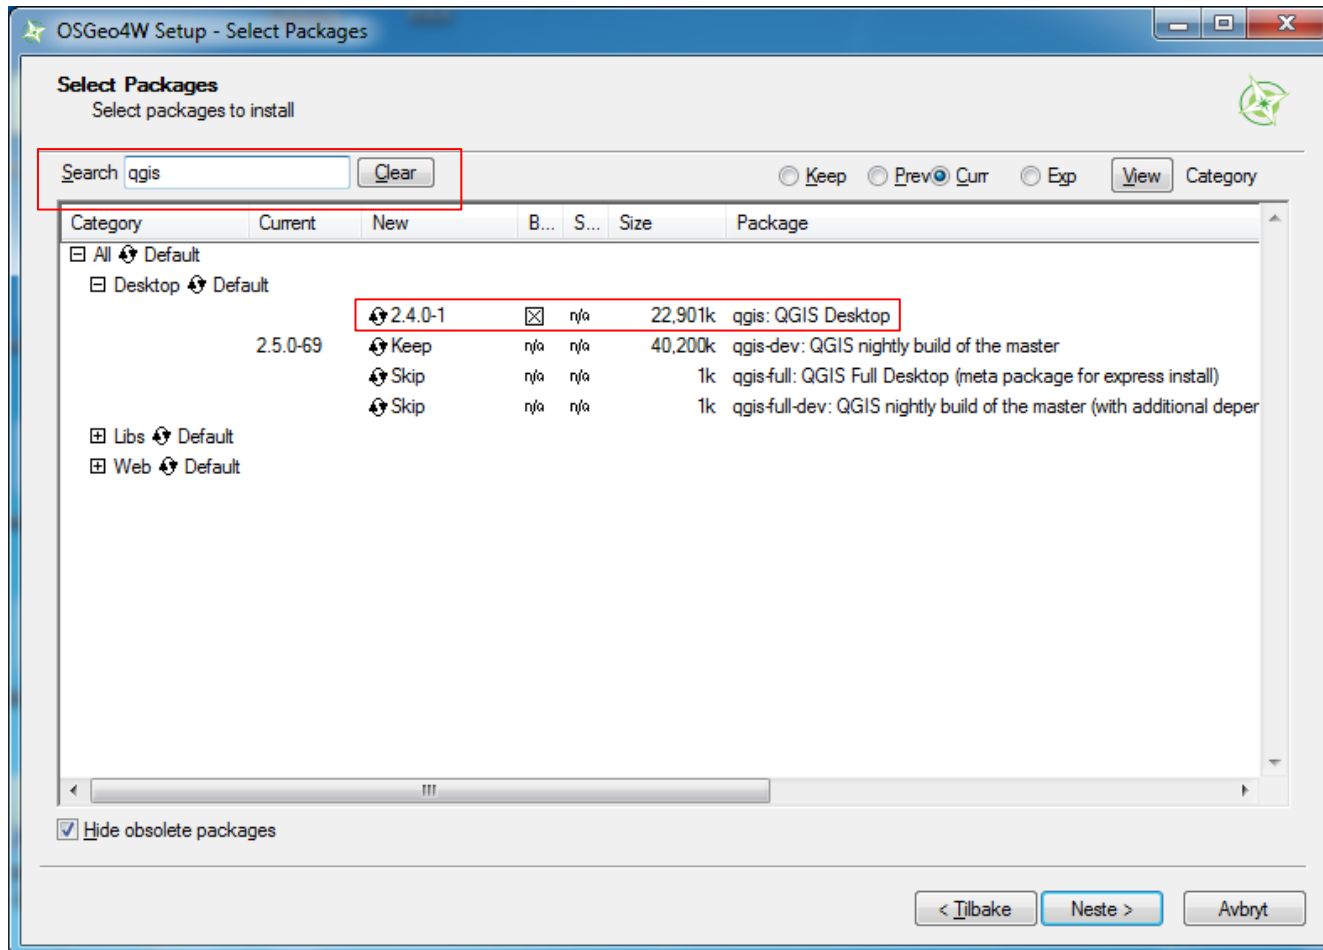 OSGeo4W Setup - Select Packages
Select Packages
Select packages to install
Search qgis Clear Keep Prev Curr Exp View Category
Category Current New B... S... Size Package
All Default
Desktop Default
2.4.0-1 n/a 22,901k qgis: QGIS Desktop
2.5.0-69 Keep n/a n/a 40,200k qgis-dev: QGIS nightly build of the master
Skip n/a n/a 1k qgis-full: QGIS Full Desktop (meta package for express install)
Skip n/a n/a 1k qgis-full-dev: QGIS nightly build of the master (with additional deper
Libs Default
Web Default
Hide obsolete packages
< Tilbake Neste > Avbryt